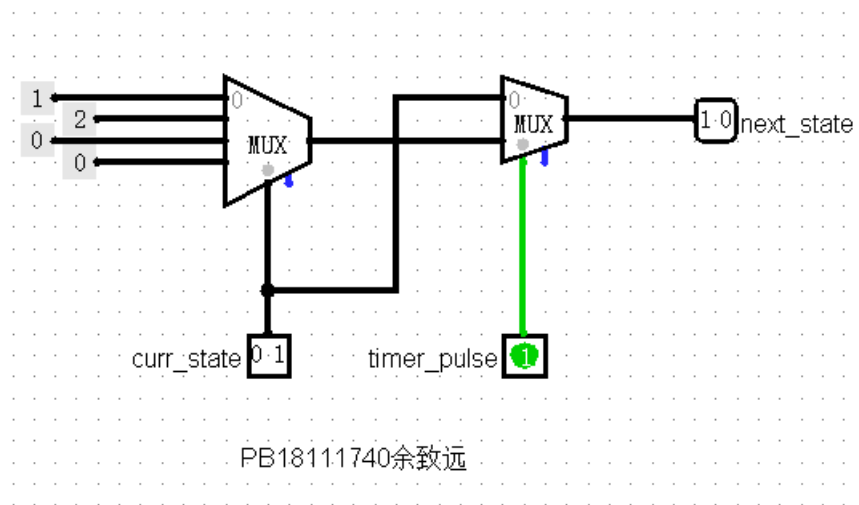 1
0
2
MUX
0
0
MUX
1 0 next_state
0
0
curr_state 0 1
timer_pulse 1
PB18111740余致远